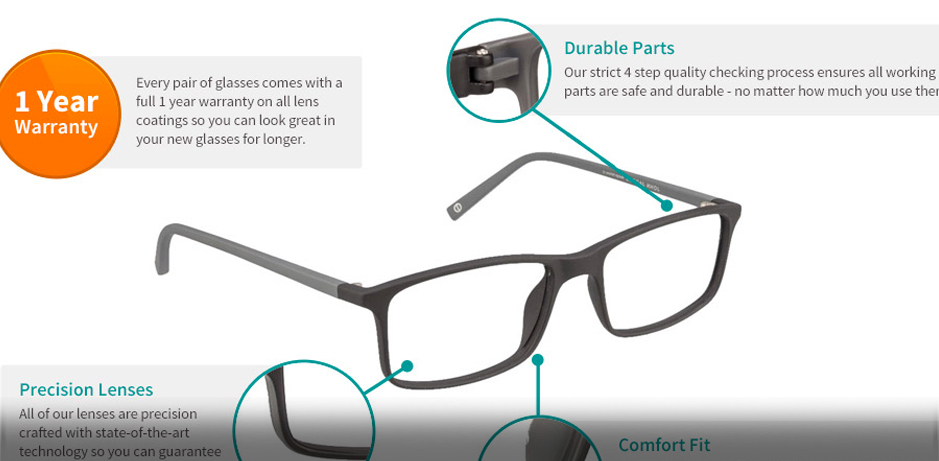 Durable Parts
Our strict 4 step quality checking process ensures all working
parts are safe and durable - no matter how much you use
1 Year
Warranty
Every pair of glasses comes with a
full 1 year warranty on all lens
coatings so you can look great in
your new glasses for longer.
Precision Lenses
All of our lenses are precision
crafted with state-of-the-art
technology so you can guarantee
Comfort Fit